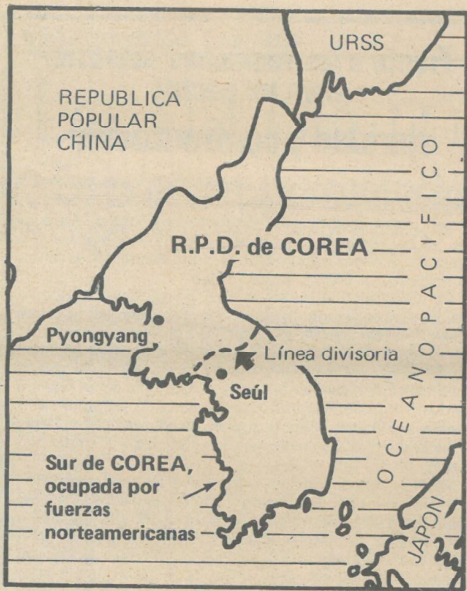 URSS
REPUBLICA
POPULAR
CHINA
R.P.D. de COREA
OCEANO PACIFICO
Pyongyang
Línea divisoria
Seúl
Sur de COREA,
ocupada por
fuerzas
norteamericanas
JAPON